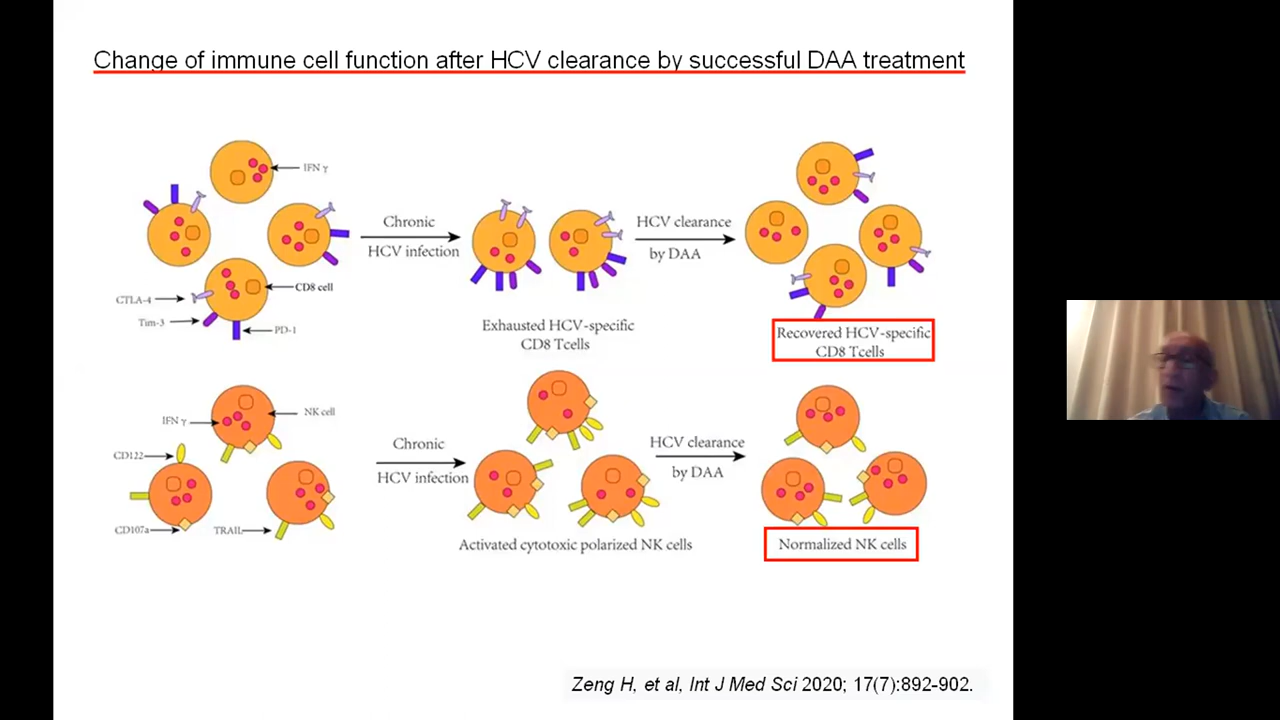 Change of immune cell function after HCV clearance by successful DAA treatment
IFN γ
CTLA-4
Tim-3
CD8 cell
PD-1
Chronic
HCV infection
Exhausted HCV-specific
CD8 Tcells
HCV clearance
by DAA
Recovered HCV-specific
CD8 Tcells
IFN γ
NK cell
CD122
CD107a
TRAIL
Chronic
HCV infection
Activated cytotoxic polarized NK cells
HCV clearance
by DAA
Normalized NK cells
Zeng H, et al, Int J Med Sci 2020; 17(7):892-902.